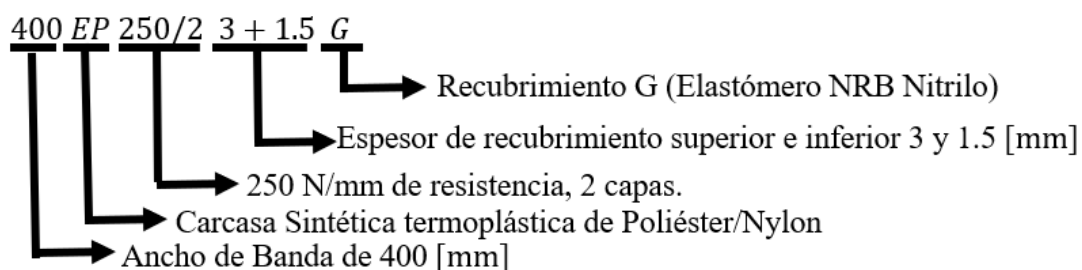 400 EP 250/2 3 + 1.5 G
Recubrimiento G (Elastómero NRB Nitrilo)
Espesor de recubrimiento superior e inferior 3 y 1.5 [mm]
250 N/mm de resistencia, 2 capas.
Carcasa Sintética termoplástica de Poliéster/Nylon
Ancho de Banda de 400 [mm]